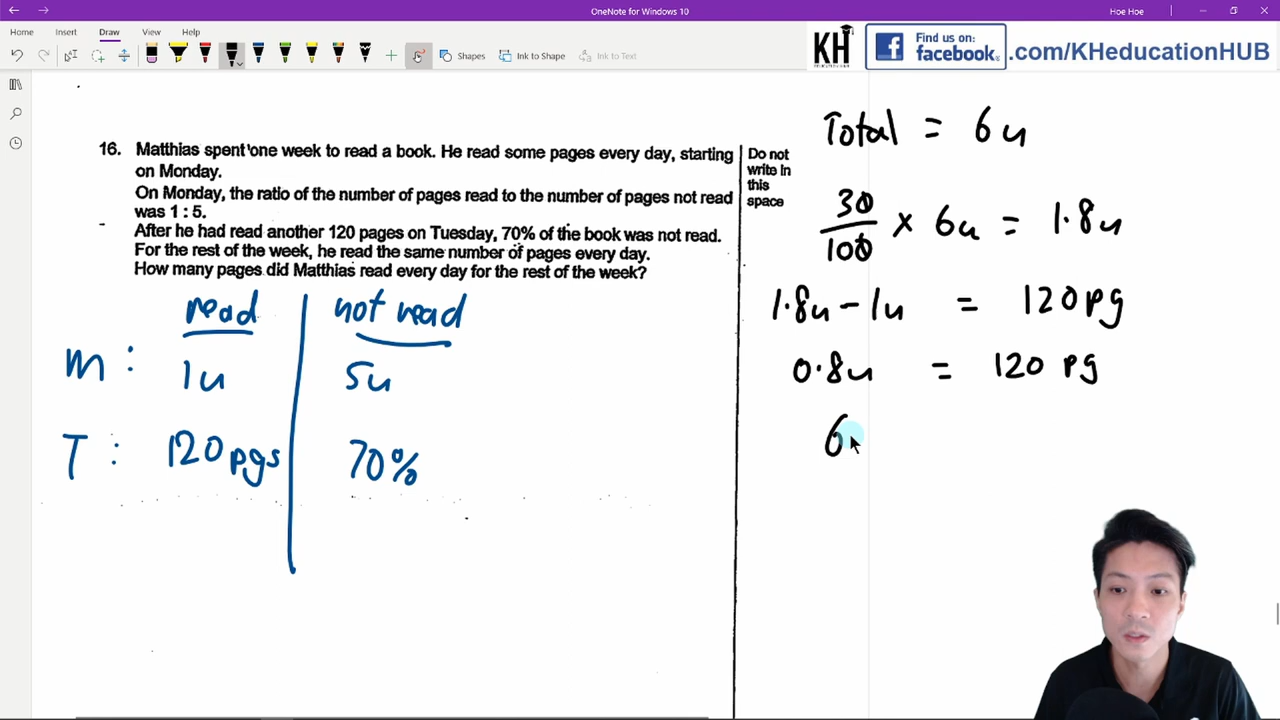 OneNote for Windows 10
Hoe Hoe
Home Insert Draw View Help
Shapes Ink to Shape Ink to Text
KH
Find us on:
facebook
.com/KHeducationHUB
16. Matthias spent one week to read a book. He read some pages every day, starting
on Monday.
On Monday, the ratio of the number of pages read to the number of pages not read
was 1 : 5.
After he had read another 120 pages on Tuesday, 70% of the book was not read.
For the rest of the week, he read the same number of pages every day.
How many pages did Matthias read every day for the rest of the week?
Do not
write in
this
space
read not read
M : 1u 5u
T : 120 pgs 70%
Total = 6u
30/100 × 6u = 1.8u
1.8u - 1u = 120 pg
0.8u = 120 pg
6